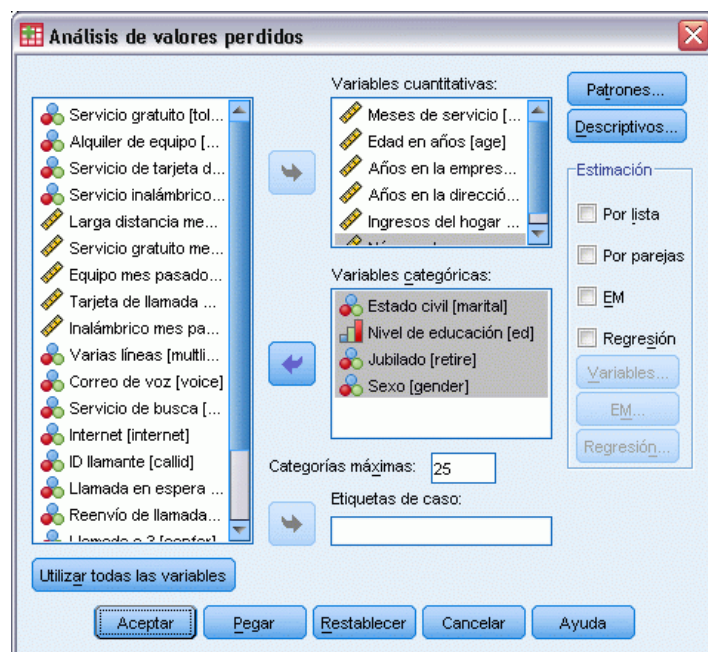 Análisis de valores perdidos
Servicio gratuito [tol...
Alquiler de equipo [...
Servicio de tarjeta d...
Servicio inalámbrico...
Larga distancia me...
Servicio gratuito me...
Equipo mes pasado...
Tarjeta de llamada ...
Inalámbrico mes pa...
Varias líneas [multli...
Correo de voz [voice]
Servicio de busca [...
Internet [internet]
ID llamante [callid]
Llamada en espera ...
Reenvío de llamada...
Variables cuantitativas:
Meses de servicio [...
Edad en años [age]
Años en la empres...
Años en la direcció...
Ingresos del hogar ...
Variables categóricas:
Estado civil [marital]
Nivel de educación [ed]
Jubilado [retire]
Sexo [gender]
Categorías máximas: 25
Etiquetas de caso:
Patrones...
Descriptivos...
Estimación
Por lista
Por parejas
EM
Regresión
Variables...
EM...
Regresión...
Utilizar todas las variables
Aceptar Pegar Restablecer Cancelar Ayuda